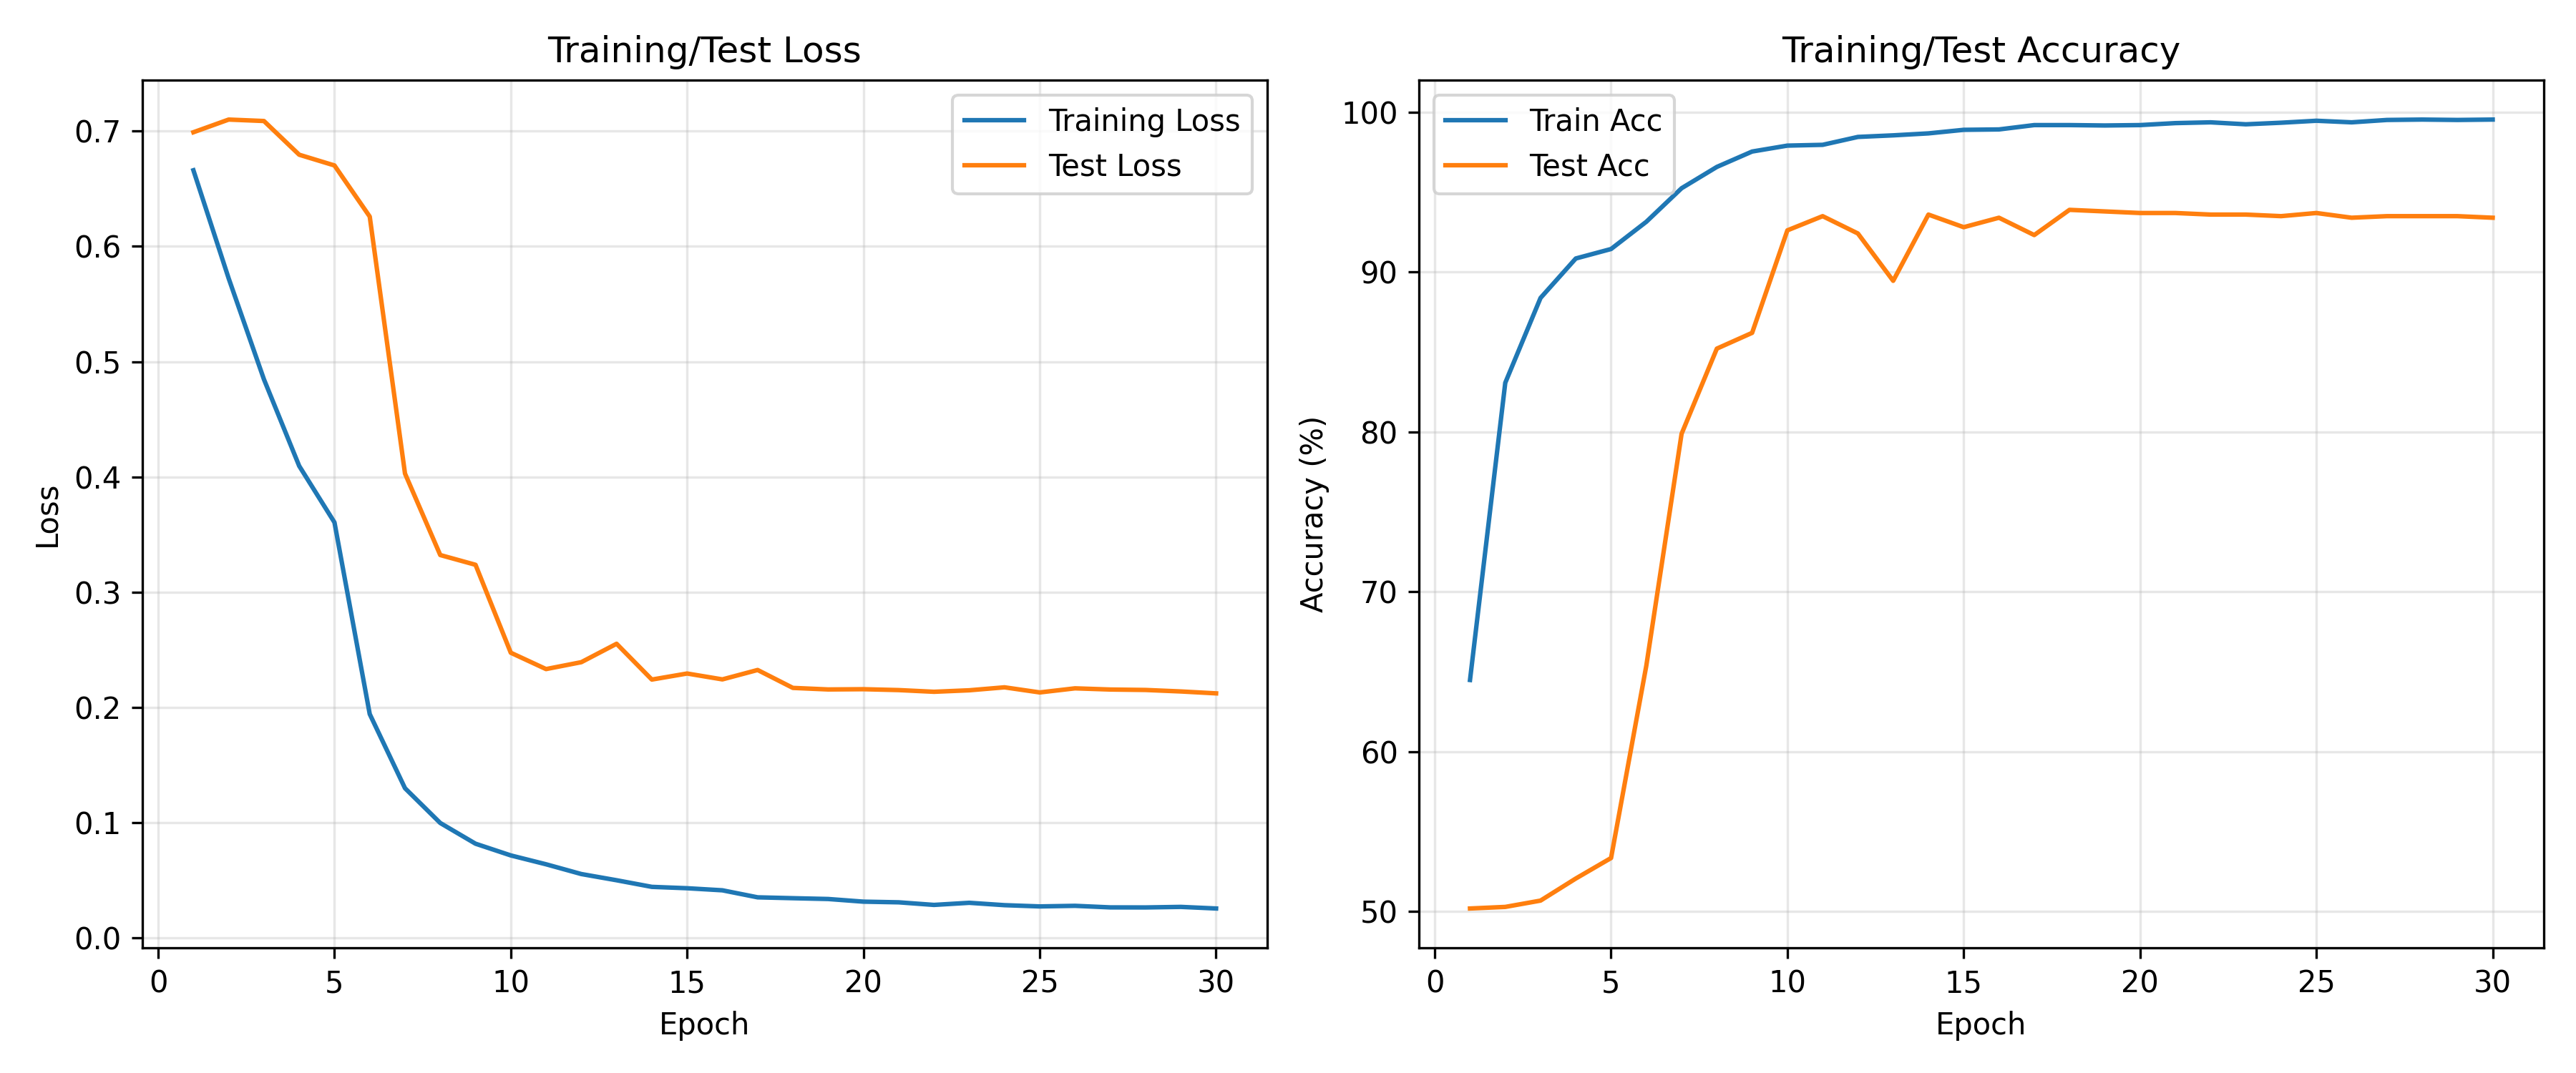 Training/Test Loss
Training Loss
Test Loss
0.7
0.6
0.5
0.4
0.3
0.2
0.1
0.0
Loss
0 5 10 15 20 25 30
Epoch
Training/Test Accuracy
Train Acc
Test Acc
100
90
80
70
60
50
Accuracy (%)
0 5 10 15 20 25 30
Epoch